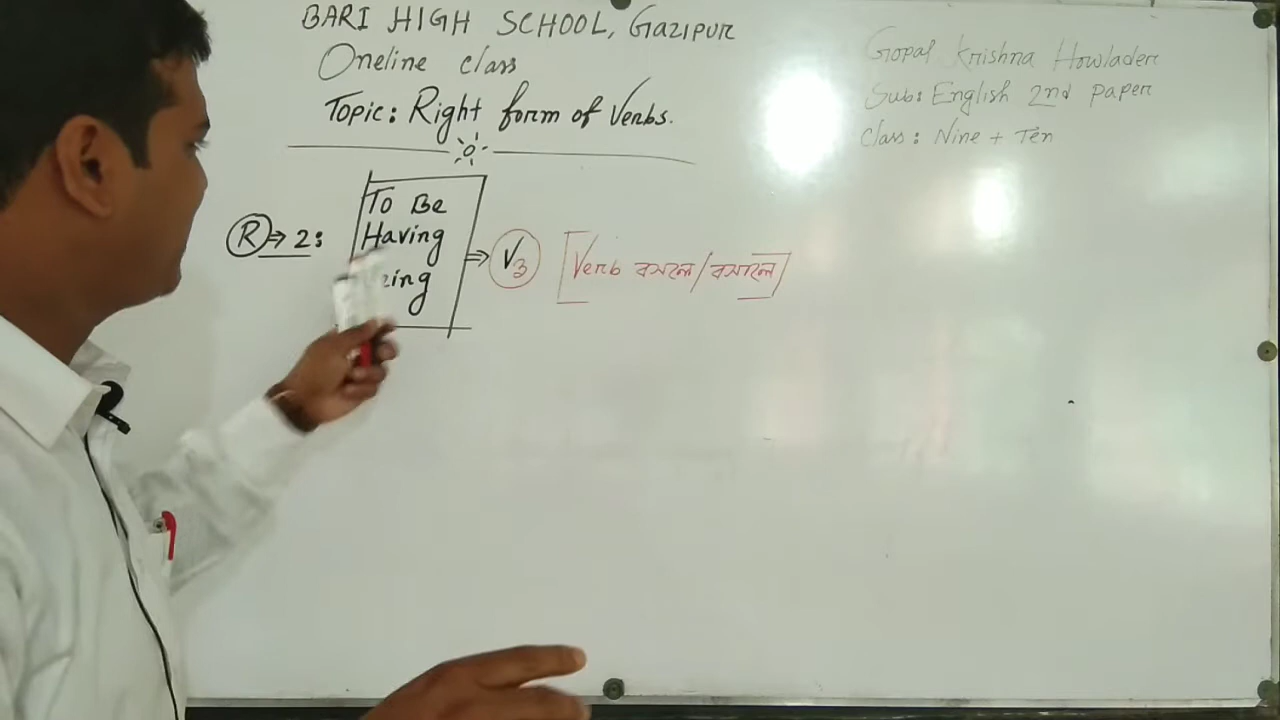 BARI HIGH SCHOOL, Gazipur
Oneline class
Topic: Right form of Verbs.
Gopal Krishna Howlader
Sub: English 2nd paper
Class: Nine + Ten
R → 2:
To Be
Having
ing
⇒ V3 [Verb বসলে/বসালে]